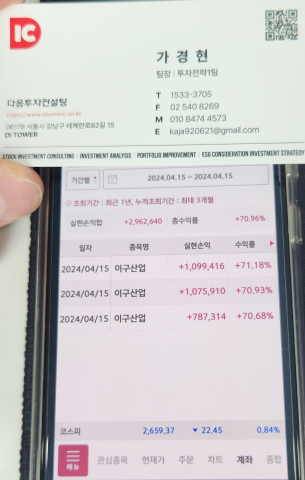 IC
가 경 현
팀장 | 투자전략1팀
다음투자컨설팅
https://www.dauminc.co.kr
06178 서울시 강남구 테헤란로82길 15
DI TOWER
T 1533-3705
F 02 540 8269
M 010 8474 4573
E kaja920621@gmail.com
STOCK INVESTMENT CONSULTING | INVESTMENT ANALYSIS | PORTFOLIO IMPROVEMENT | ESG CONSIDERATION INVESTMENT STRATEGY
기간별 2024.04.15 ~ 2024.04.15
조회기간 : 최근 1년, 누적조회기간 : 최대 3개월
실현손익합 +2,962,640 총수익률 +70.96%
일자 종목명 실현손익 수익률
2024/04/15 이구산업 +1,099,416 +71.18%
2024/04/15 이구산업 +1,075,910 +70.93%
2024/04/15 이구산업 +787,314 +70.68%
코스피 2,659.37 ▼ 22.45 0.84%
메뉴 관심종목 현재가 주문 차트 계좌 종합